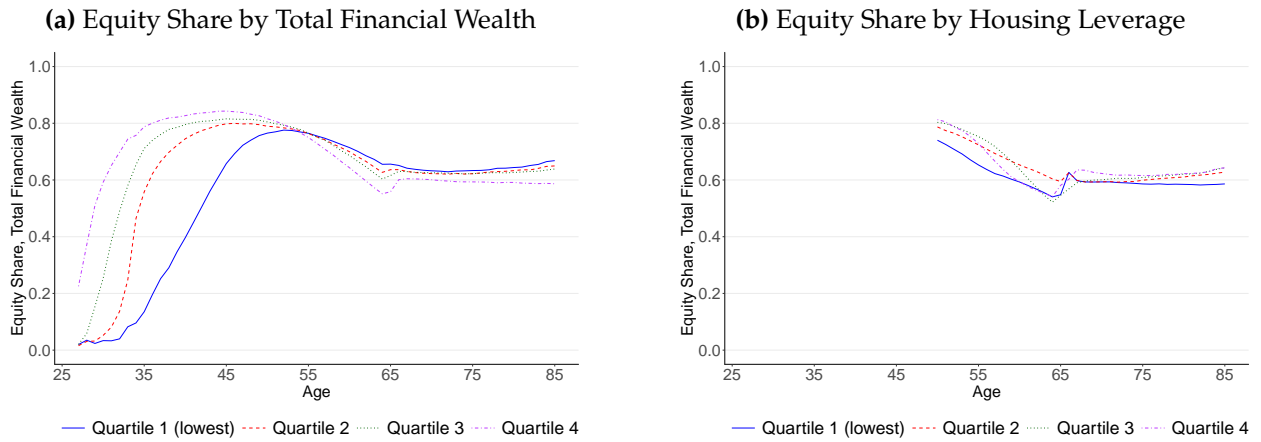 (a) Equity Share by Total Financial Wealth
Equity Share, Total Financial Wealth
1.0
0.8
0.6
0.4
0.2
0.0
25 35 45 55 65 75 85
Age
Quartile 1 (lowest) Quartile 2 Quartile 3 Quartile 4
(b) Equity Share by Housing Leverage
Equity Share, Total Financial Wealth
1.0
0.8
0.6
0.4
0.2
0.0
25 35 45 55 65 75 85
Age
Quartile 1 (lowest) Quartile 2 Quartile 3 Quartile 4